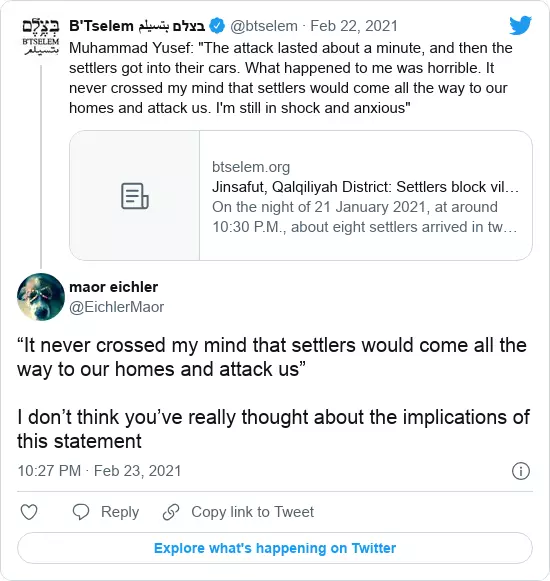 B'Tselem בצלם بتسيلم @btselem · Feb 22, 2021
בצלם
BTSELEM
بتسيلم
Muhammad Yusef: "The attack lasted about a minute, and then the
settlers got into their cars. What happened to me was horrible. It
never crossed my mind that settlers would come all the way to our
homes and attack us. I'm still in shock and anxious"
btselem.org
Jinsafut, Qalqiliyah District: Settlers block vil…
On the night of 21 January 2021, at around
10:30 P.M., about eight settlers arrived in tw…
maor eichler
@EichlerMaor
“It never crossed my mind that settlers would come all the
way to our homes and attack us”
I don’t think you’ve really thought about the implications of
this statement
10:27 PM · Feb 23, 2021
Reply
Copy link to Tweet
Explore what's happening on Twitter